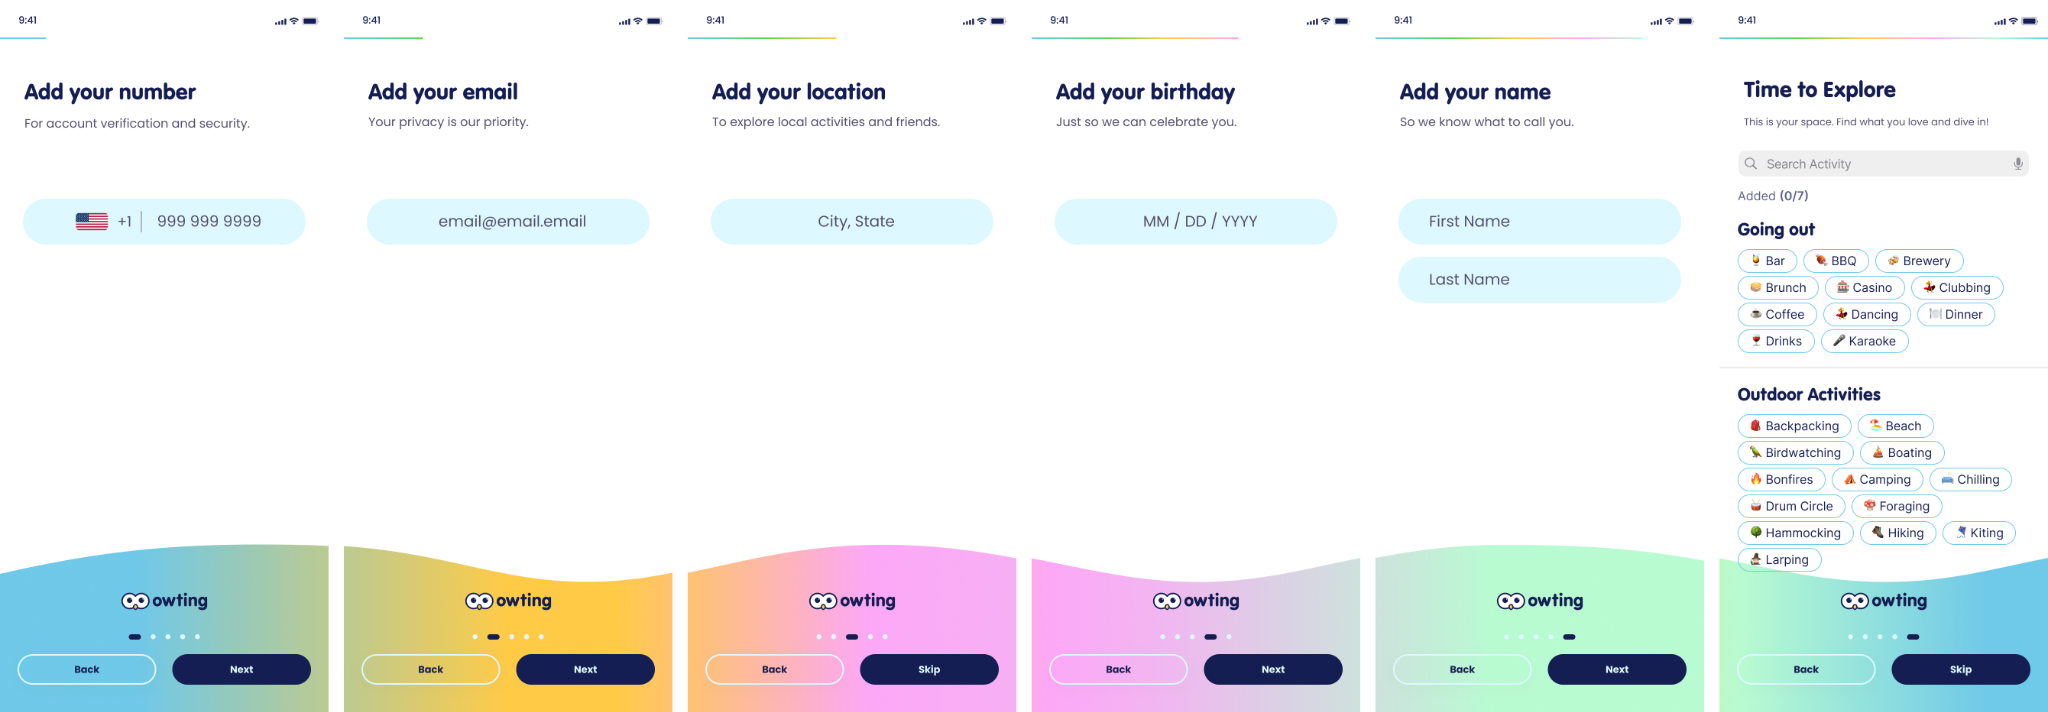 9:41
Add your number
For account verification and security.
+1 999 999 9999
owting
Back Next
9:41
Add your email
Your privacy is our priority.
email@email.email
owting
Back Next
9:41
Add your location
To explore local activities and friends.
City, State
owting
Back Skip
9:41
Add your birthday
Just so we can celebrate you.
MM / DD / YYYY
owting
Back Next
9:41
Add your name
So we know what to call you.
First Name
Last Name
owting
Back Next
9:41
Time to Explore
This is your space. Find what you love and dive in!
Search Activity
Added (0/7)
Going out
Bar BBQ Brewery
Brunch Casino Clubbing
Coffee Dancing Dinner
Drinks Karaoke
Outdoor Activities
Backpacking Beach
Birdwatching Boating
Bonfires Camping Chilling
Drum Circle Foraging
Hammocking Hiking Kiting
Larping
owting
Back Skip